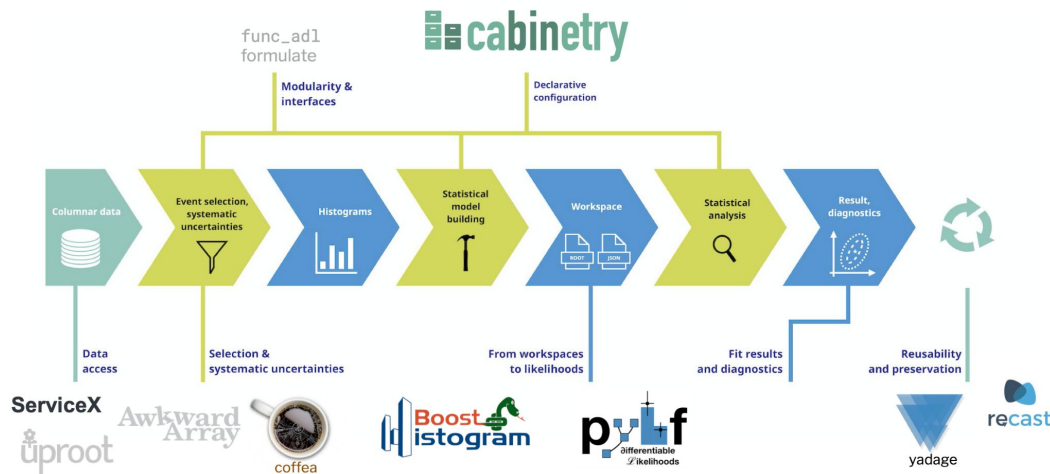 func_adl
formulate
cabinetry
Modularity &
interfaces
Declarative
configuration
Columnar data
Event selection,
systematic
uncertainties
Histograms
Statistical
model
building
Workspace
ROOT
JSON
Statistical
analysis
Result,
diagnostics
Data
access
Selection &
systematic uncertainties
From workspaces
to likelihoods
Fit results
and diagnostics
Reusability
and preservation
ServiceX
uproot
Awkward
Array
coffea
Boost
Histogram
pyhf
differentiable
Likelihoods
yadage
recast